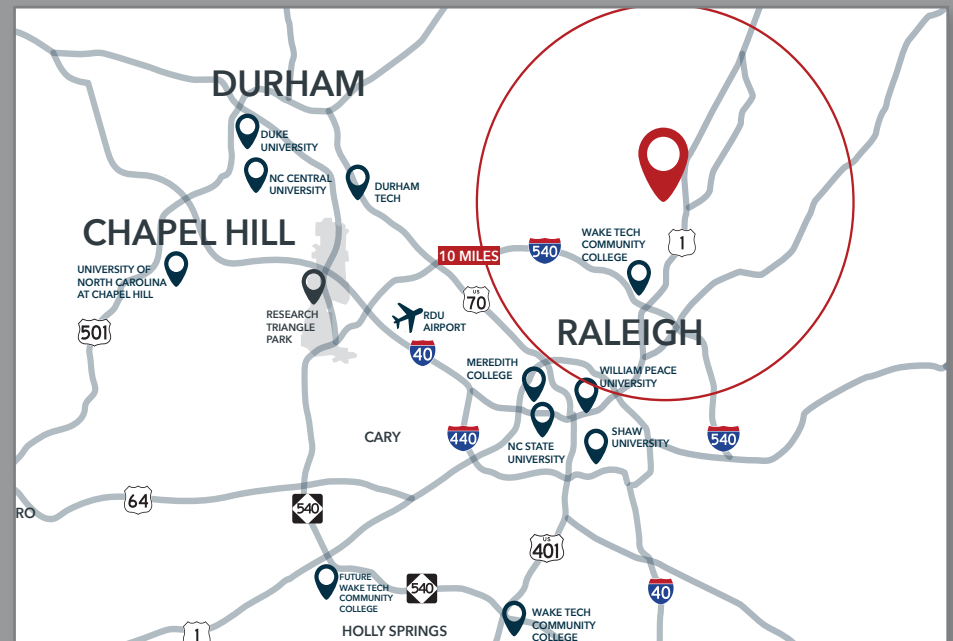 DURHAM
DUKE
UNIVERSITY
NC CENTRAL
UNIVERSITY
DURHAM
TECH
CHAPEL HILL
UNIVERSITY OF
NORTH CAROLINA
AT CHAPEL HILL
10 MILES
540
WAKE TECH
COMMUNITY
COLLEGE
1
US
70
RESEARCH
TRIANGLE
PARK
RDU
AIRPORT
501
40
RALEIGH
MEREDITH
COLLEGE
WILLIAM PEACE
UNIVERSITY
CARY
440
NC STATE
UNIVERSITY
SHAW
UNIVERSITY
540
64
RO
540
US
401
FUTURE
WAKE TECH
COMMUNITY
COLLEGE
540
40
HOLLY SPRINGS
WAKE TECH
COMMUNITY
COLLEGE
1